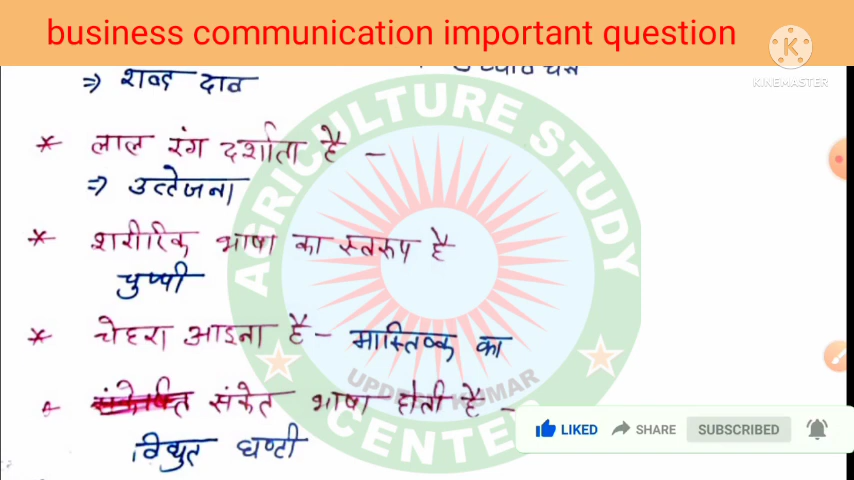 business communication important question
K
KINEMASTER
⇒ शब्द दाव
* लाल रंग दर्शाता है -
⇒ उत्तेजना
* शारीरिक भाषा का स्वरूप है
चुप्पी
* चेहरा आइना है - मास्तिष्क का
* संकेत भाषा होती है -
विद्युत घण्टी
AGRICULTURE STUDY
CENTER
LIKED SHARE SUBSCRIBED